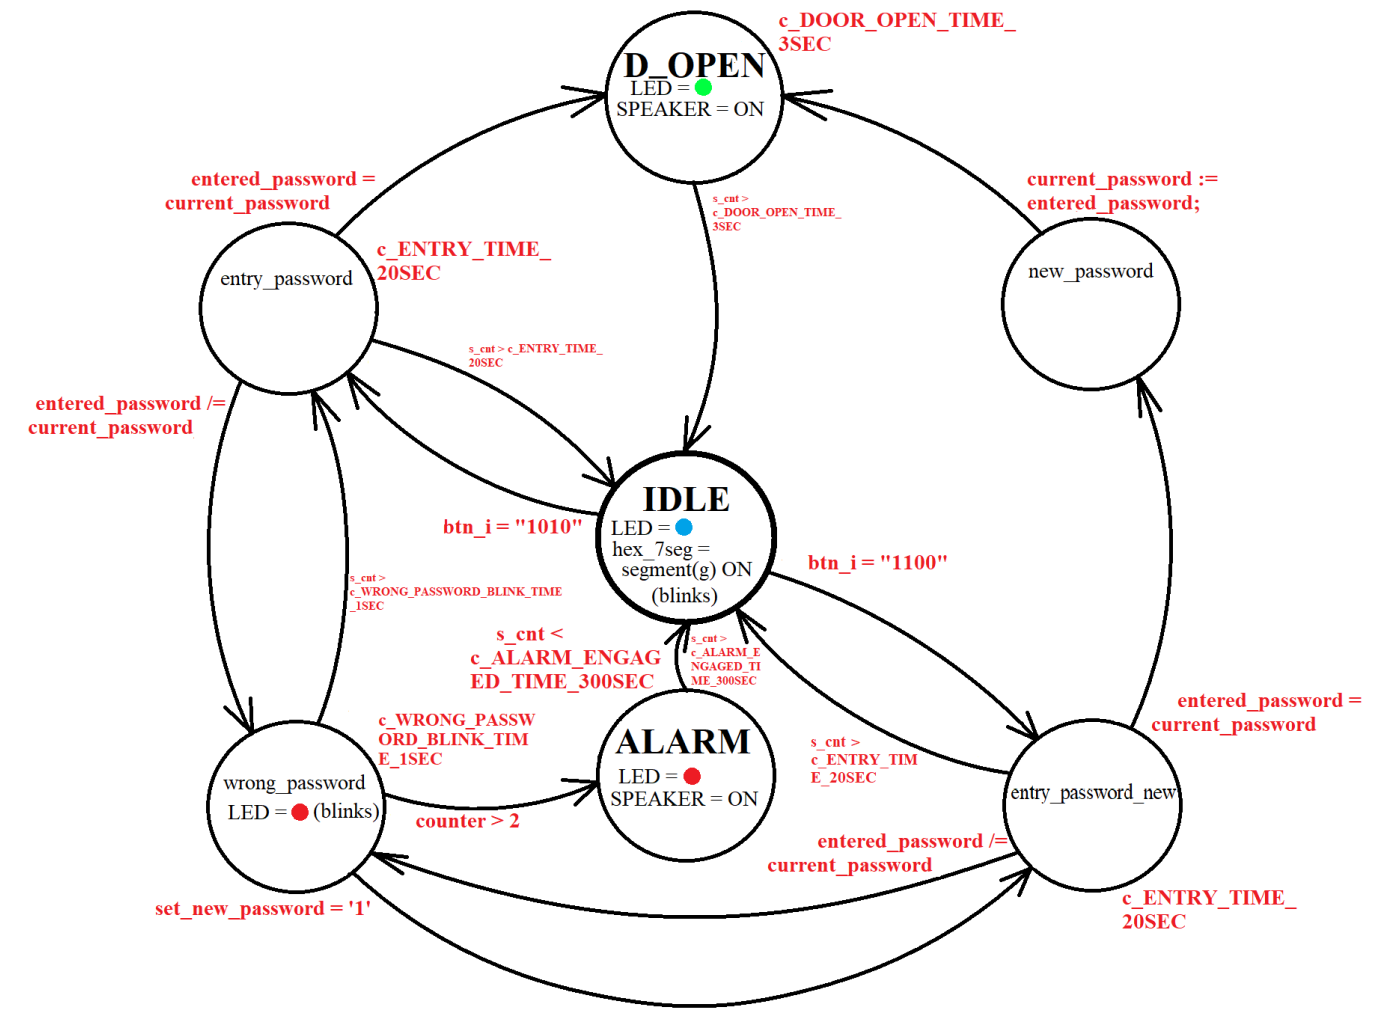 c_DOOR_OPEN_TIME_
3SEC
D_OPEN
LED =
SPEAKER = ON
entered_password =
current_password
current_password :=
entered_password;
s_cnt >
c_DOOR_OPEN_TIME_
3SEC
c_ENTRY_TIME_
20SEC
entry_password
new_password
s_cnt > c_ENTRY_TIME_
20SEC
entered_password /=
current_password
IDLE
LED =
hex_7seg =
segment(g) ON
(blinks)
btn_i = "1010"
btn_i = "1100"
s_cnt >
c_WRONG_PASSWORD_BLINK_TIME
_1SEC
s_cnt <
c_ALARM_ENGAG
ED_TIME_300SEC
s_cnt >
c_ALARM_E
NGAGED_TI
ME_300SEC
entered_password =
current_password
c_WRONG_PASSW
ORD_BLINK_TIM
E_1SEC
ALARM
LED =
SPEAKER = ON
s_cnt >
c_ENTRY_TIM
E_20SEC
wrong_password
LED =
(blinks)
entry_password_new
counter > 2
entered_password /=
current_password
set_new_password = '1'
c_ENTRY_TIME_
20SEC